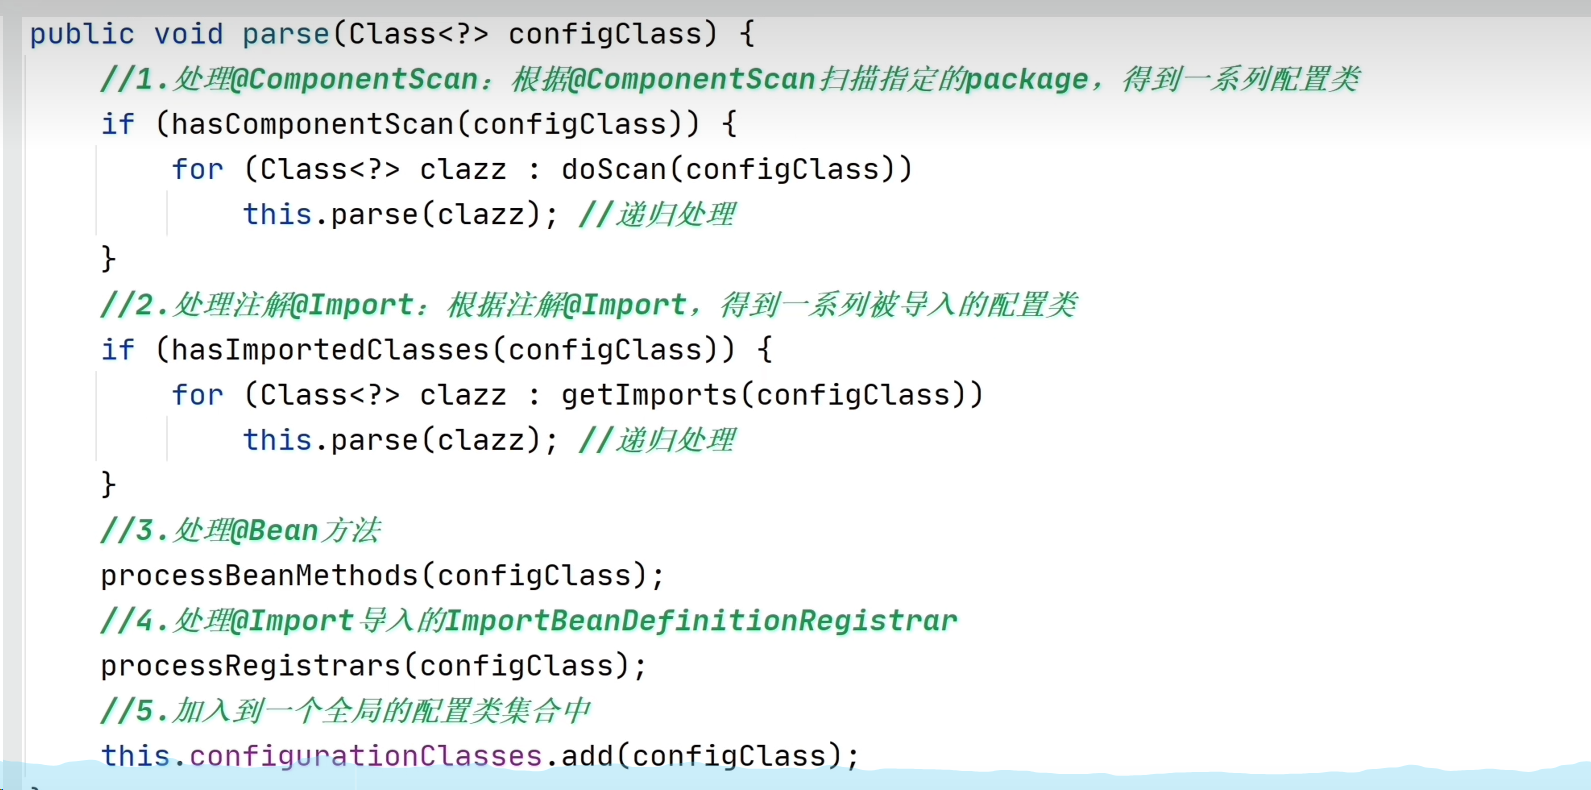 public void parse(Class<?> configClass) {
//1.处理@ComponentScan：根据@ComponentScan扫描指定的package，得到一系列配置类
if (hasComponentScan(configClass)) {
for (Class<?> clazz : doScan(configClass))
this.parse(clazz); //递归处理
}
//2.处理注解@Import：根据注解@Import，得到一系列被导入的配置类
if (hasImportedClasses(configClass)) {
for (Class<?> clazz : getImports(configClass))
this.parse(clazz); //递归处理
}
//3.处理@Bean方法
processBeanMethods(configClass);
//4.处理@Import导入的ImportBeanDefinitionRegistrar
processRegistrars(configClass);
//5.加入到一个全局的配置类集合中
this.configurationClasses.add(configClass);